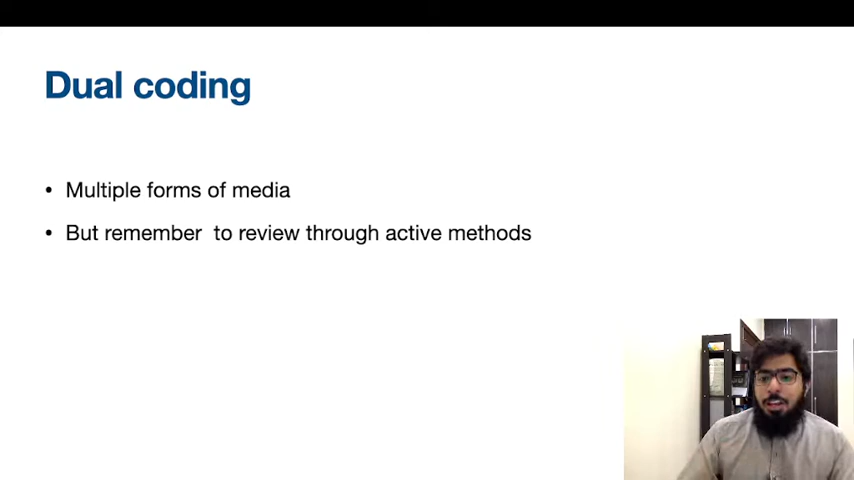 Dual coding
• Multiple forms of media
• But remember  to review through active methods